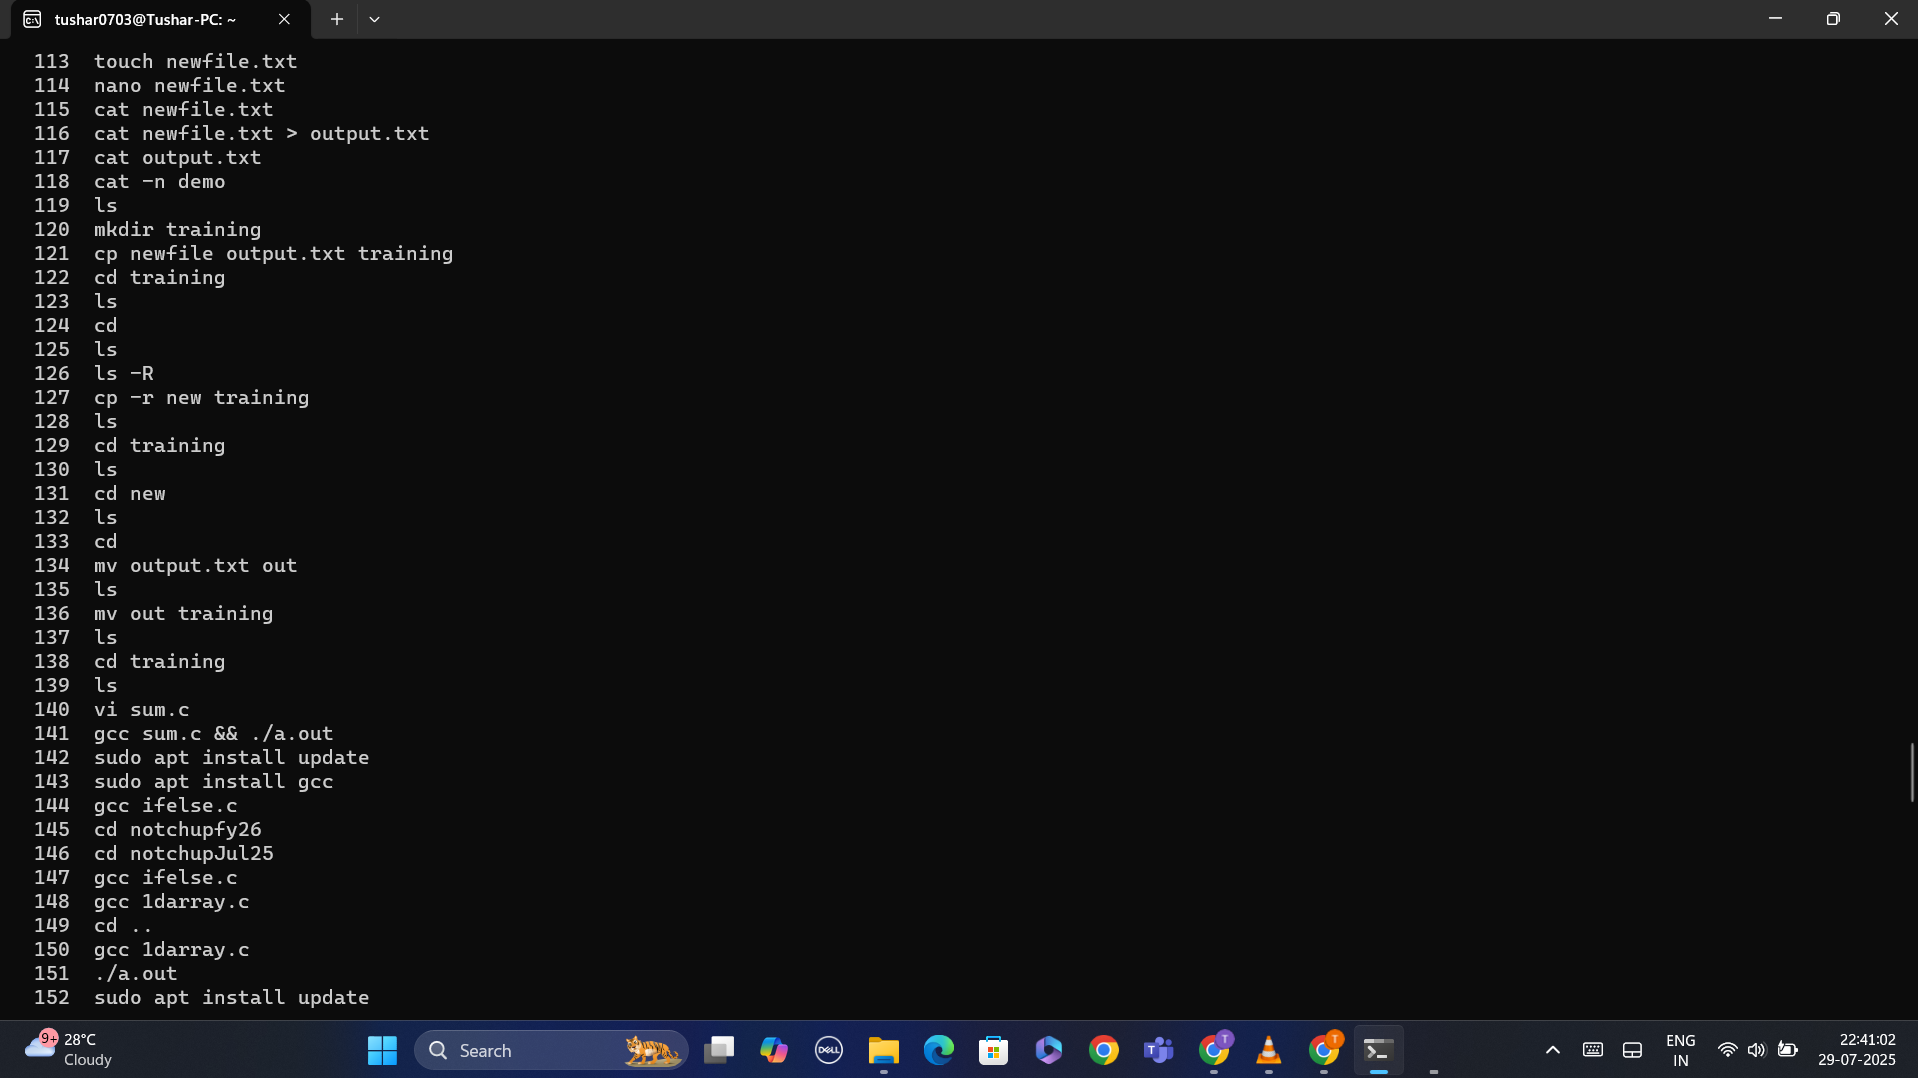 tushar0703@Tushar-PC: ~
113 touch newfile.txt
114 nano newfile.txt
115 cat newfile.txt
116 cat newfile.txt > output.txt
117 cat output.txt
118 cat -n demo
119 ls
120 mkdir training
121 cp newfile output.txt training
122 cd training
123 ls
124 cd
125 ls
126 ls -R
127 cp -r new training
128 ls
129 cd training
130 ls
131 cd new
132 ls
133 cd
134 mv output.txt out
135 ls
136 mv out training
137 ls
138 cd training
139 ls
140 vi sum.c
141 gcc sum.c && ./a.out
142 sudo apt install update
143 sudo apt install gcc
144 gcc ifelse.c
145 cd notchupfy26
146 cd notchupJul25
147 gcc ifelse.c
148 gcc 1darray.c
149 cd ..
150 gcc 1darray.c
151 ./a.out
152 sudo apt install update
9+ 28°C
Cloudy
Search
DELL
T
T
T
ENG
IN
22:41:02
29-07-2025